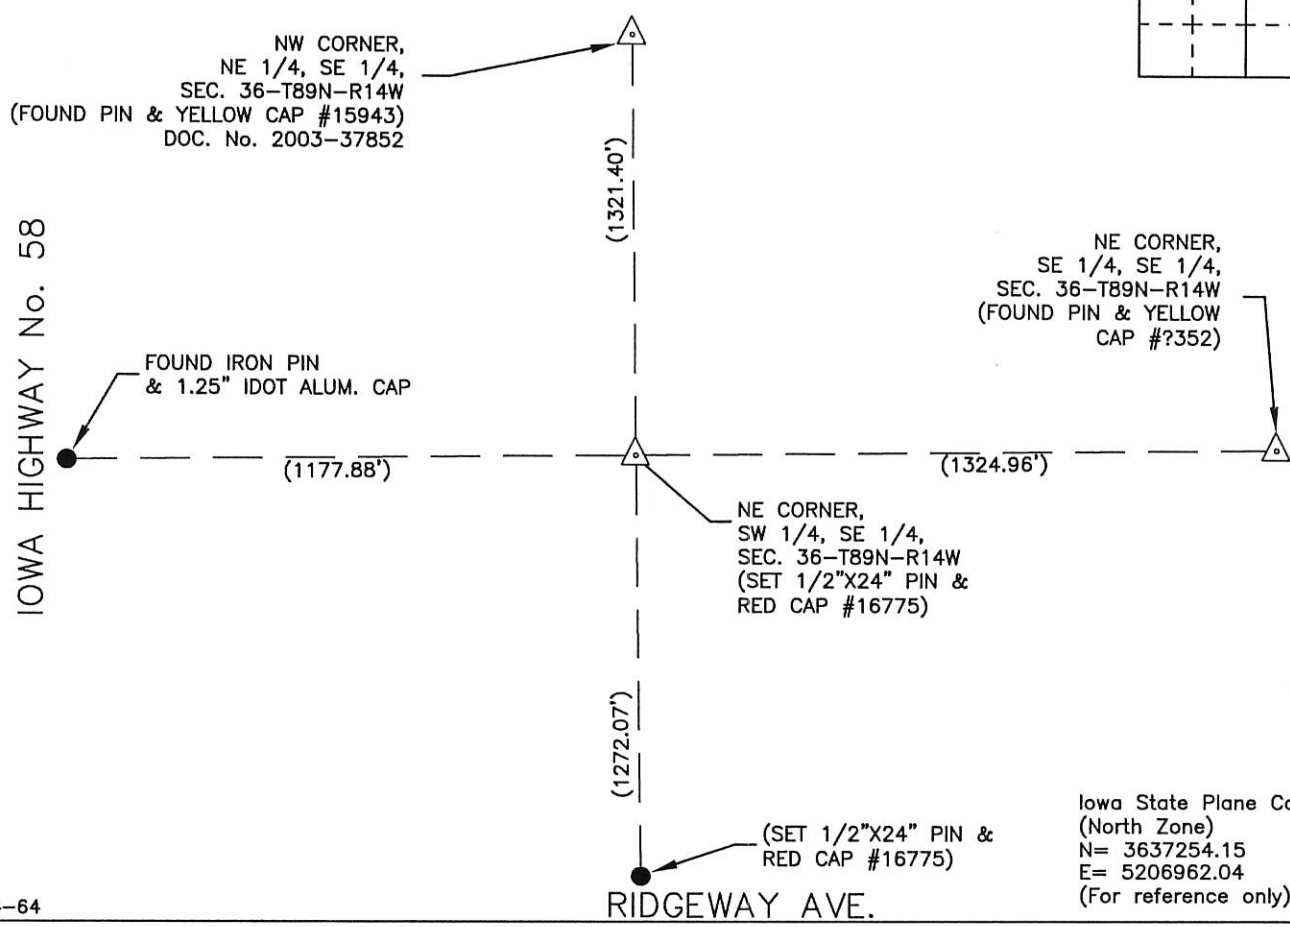 NW CORNER,
NE 1/4, SE 1/4,
SEC. 36-T89N-R14W
(FOUND PIN & YELLOW CAP #15943)
DOC. No. 2003-37852
(1321.40')
IOWA HIGHWAY No. 58
NE CORNER,
SE 1/4, SE 1/4,
SEC. 36-T89N-R14W
(FOUND PIN & YELLOW
CAP #?352)
FOUND IRON PIN
& 1.25" IDOT ALUM. CAP
(1177.88')
(1324.96')
NE CORNER,
SW 1/4, SE 1/4,
SEC. 36-T89N-R14W
(SET 1/2"X24" PIN &
RED CAP #16775)
(1272.07')
(SET 1/2"X24" PIN &
RED CAP #16775)
Iowa State Plane
(North Zone)
N= 3637254.15
E= 5206962.04
(For reference only)
RIDGEWAY AVE.
-64